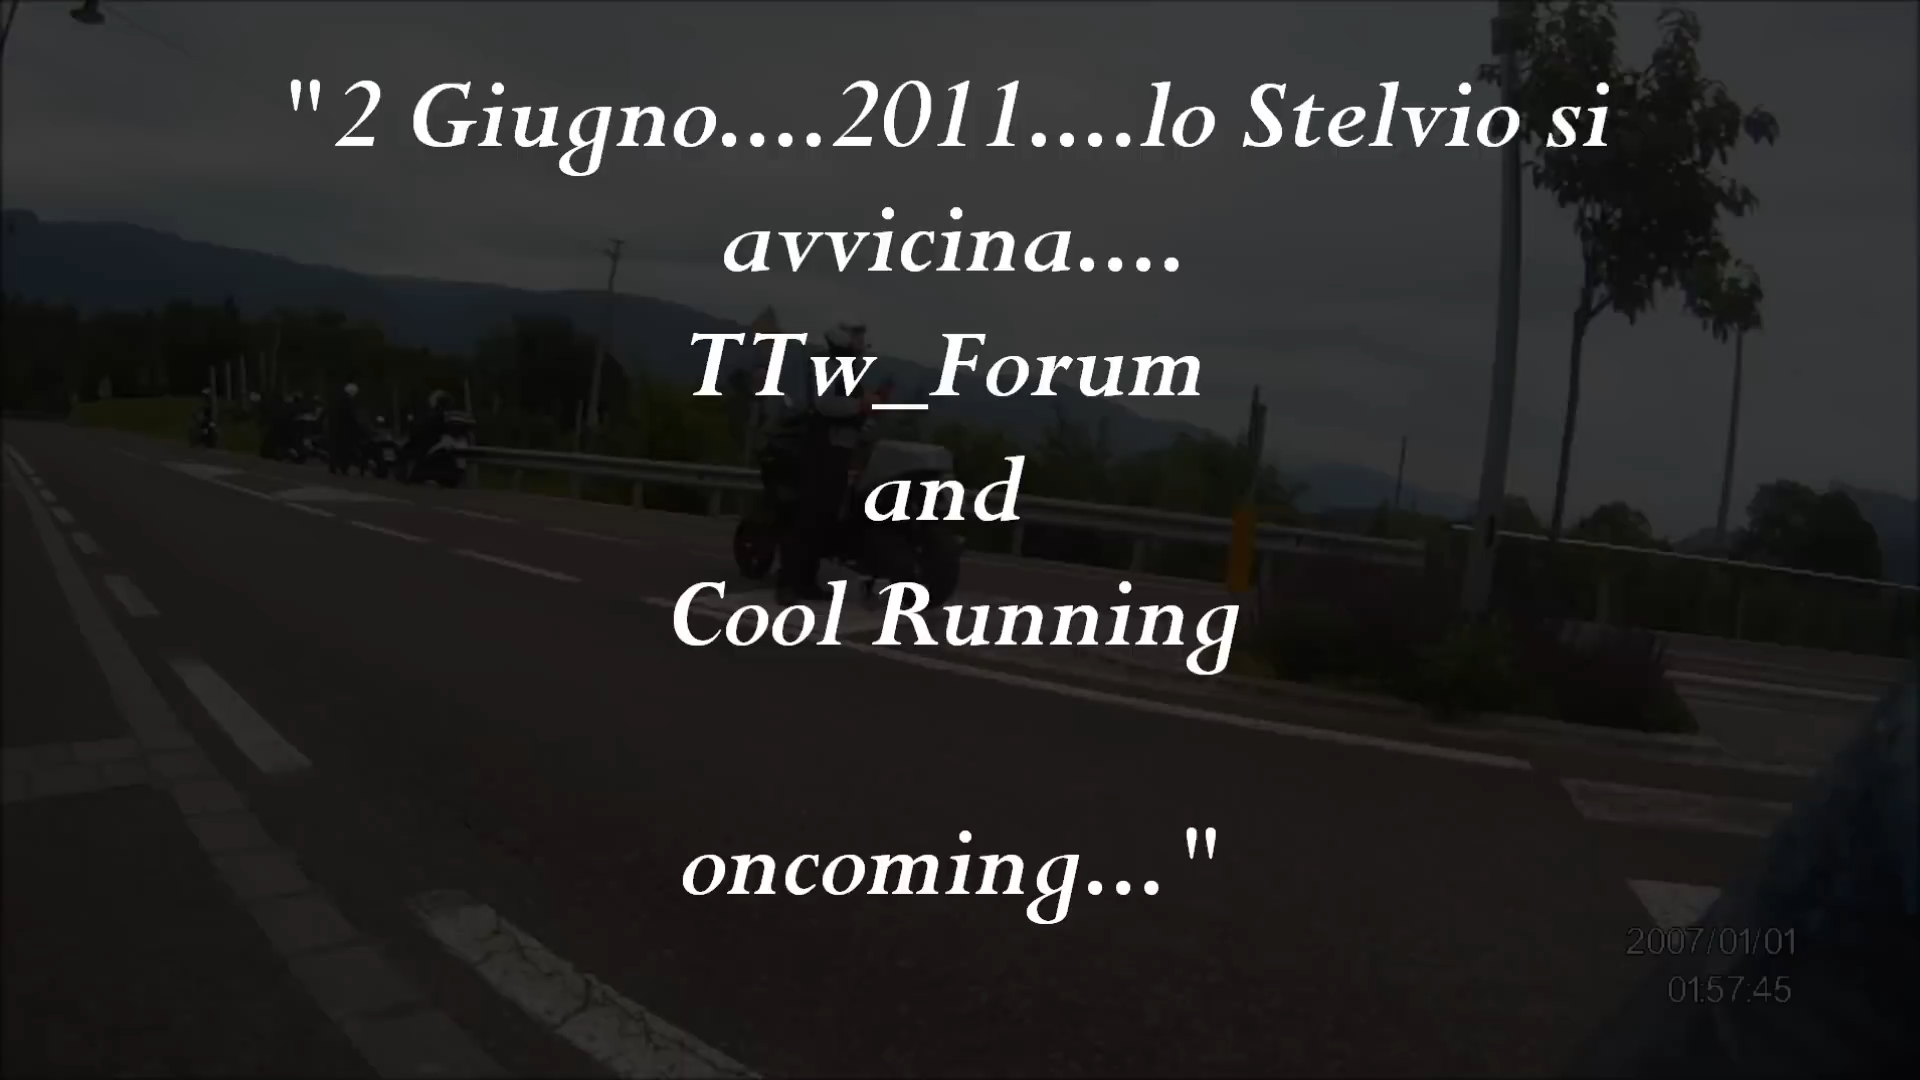 "2 Giugno....2011....lo Stelvio si
avvicina....
TTw_Forum
and
Cool Running
oncoming..."
2007/01/01
01:57:45